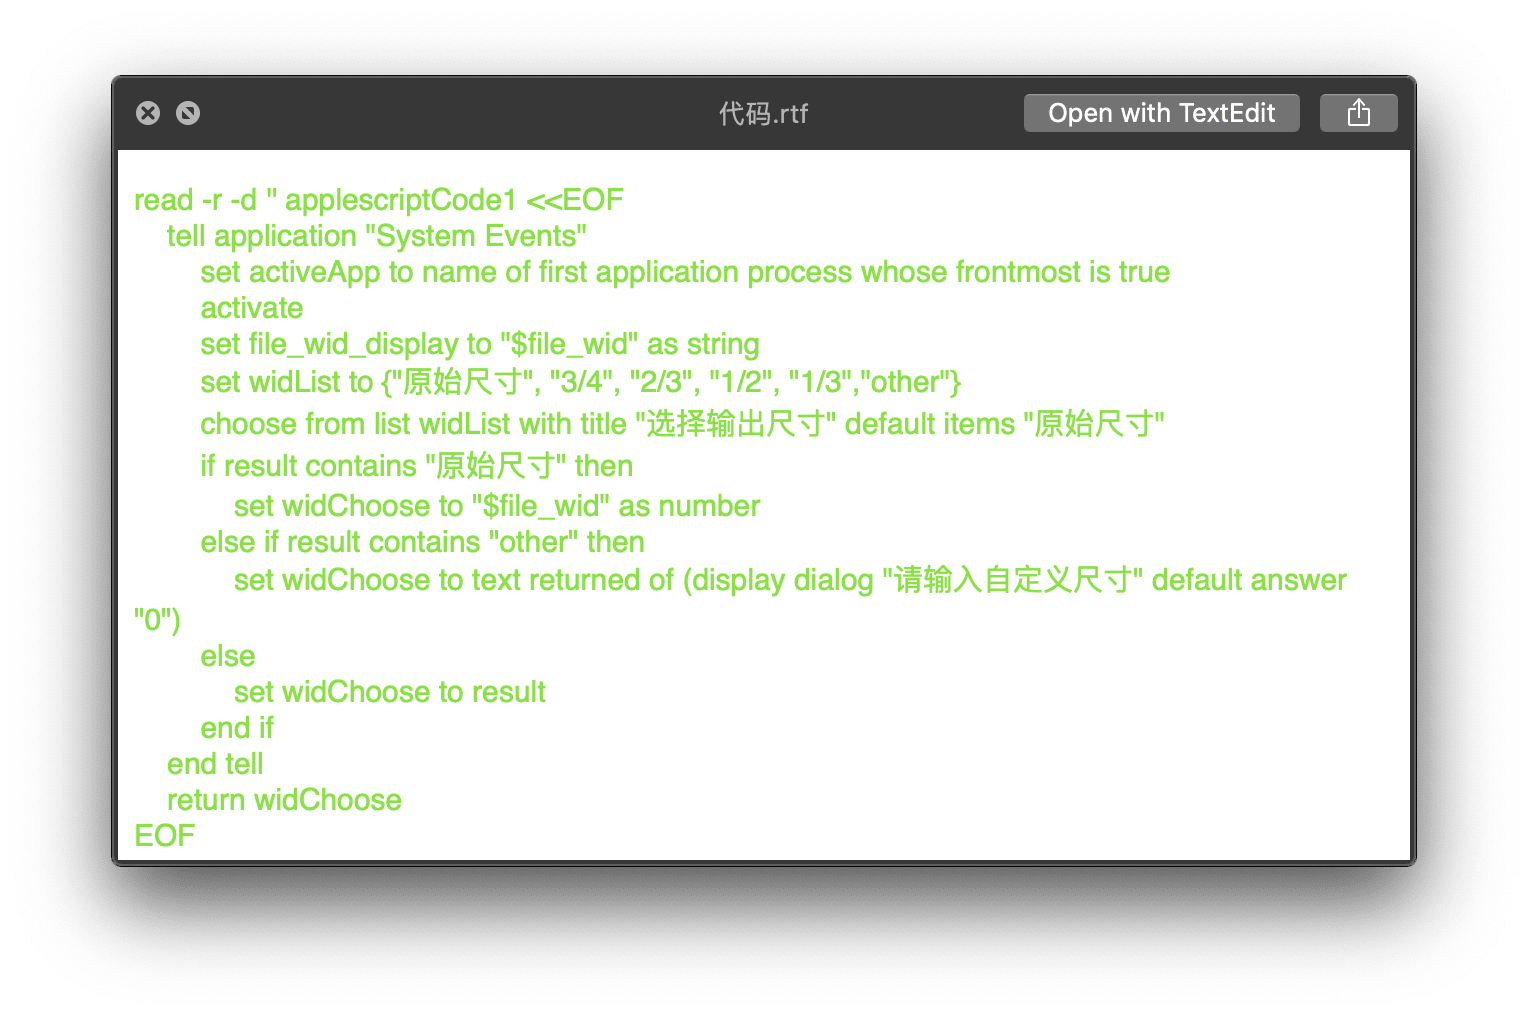 代码.rtf
Open with TextEdit
read -r -d '' applescriptCode1 <<EOF
tell application "System Events"
set activeApp to name of first application process whose frontmost is true
activate
set file_wid_display to "$file_wid" as string
set widList to {"原始尺寸", "3/4", "2/3", "1/2", "1/3","other"}
choose from list widList with title "选择输出尺寸" default items "原始尺寸"
if result contains "原始尺寸" then
set widChoose to "$file_wid" as number
else if result contains "other" then
set widChoose to text returned of (display dialog "请输入自定义尺寸" default answer
"0")
else
set widChoose to result
end if
end tell
return widChoose
EOF